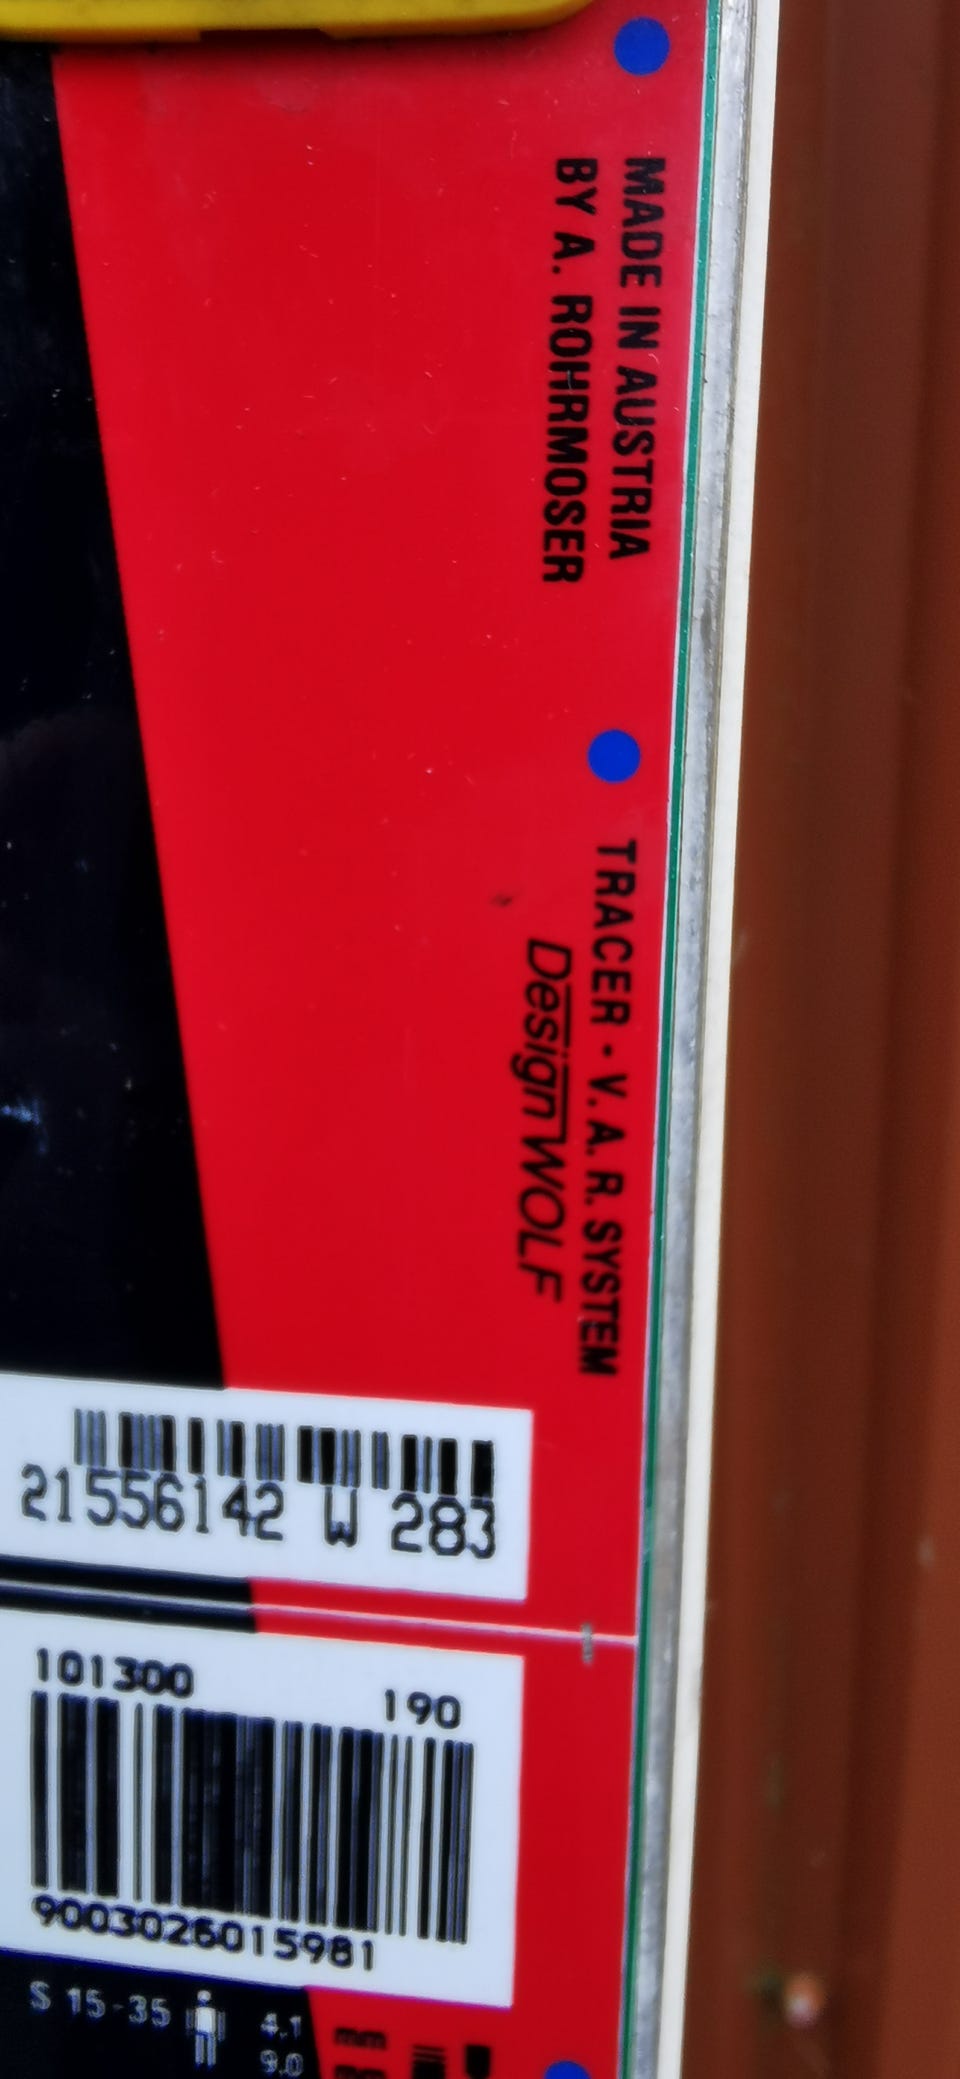 MADE IN AUSTRIA
BY A. ROHRMOSER
TRACER - V. A. R. SYSTEM
Design WOLF
21556142 W 283
101300 190
9003026015981
S 15-35 4.1 mm
9.0 mm